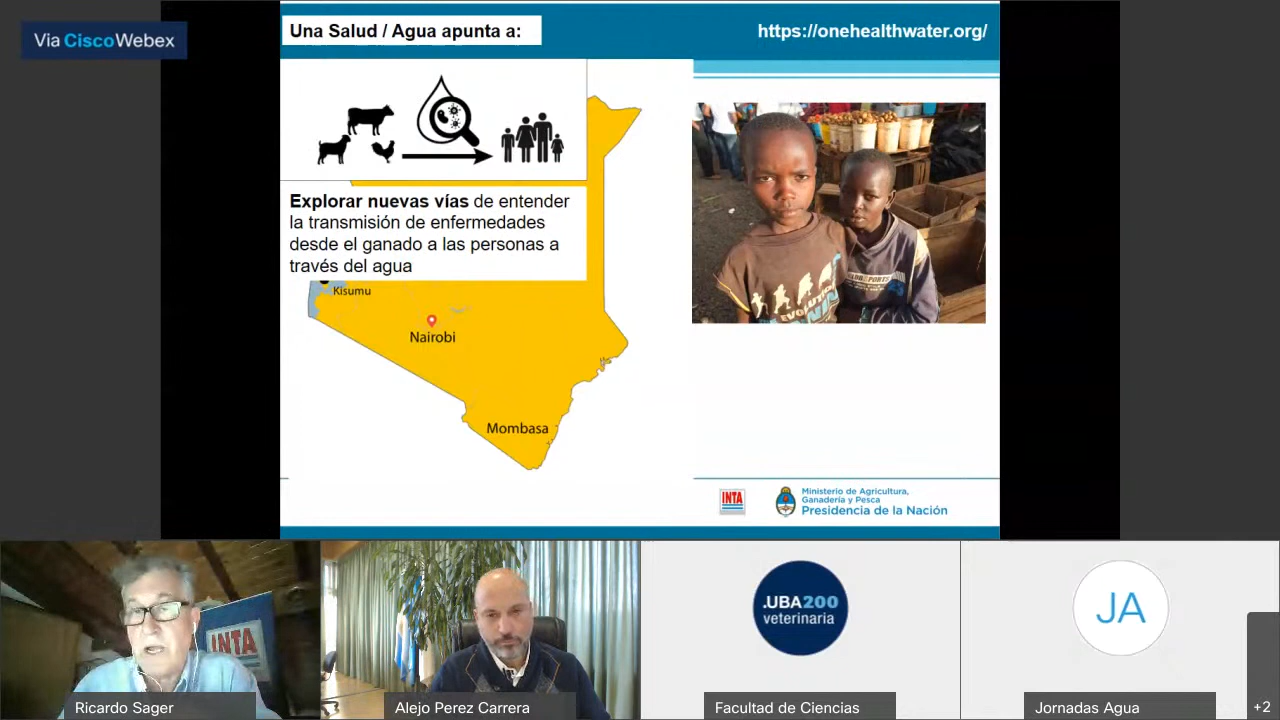 Via CiscoWebex
Una Salud / Agua apunta a:
https://onehealthwater.org/
Explorar nuevas vías de entender
la transmisión de enfermedades
desde el ganado a las personas a
través del agua
Kisumu
Nairobi
Mombasa
EVOLUTION
INTA
Ministerio de Agricultura,
Ganadería y Pesca
Presidencia de la Nación
INTA
.UBA200
veterinaria
JA
Ricardo Sager
Alejo Perez Carrera
Facultad de Ciencias
Jornadas Agua
+2